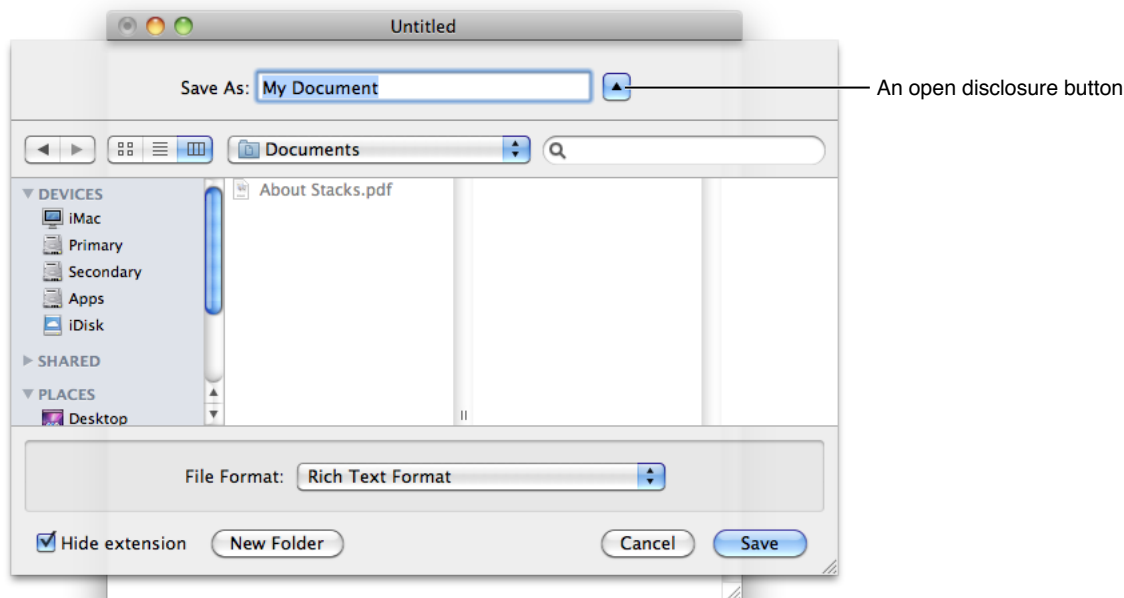 Untitled
Save As: My Document
An open disclosure button
Documents
DEVICES
About Stacks.pdf
iMac
Primary
Secondary
Apps
iDisk
SHARED
PLACES
Desktop
File Format: Rich Text Format
Hide extension New Folder Cancel Save